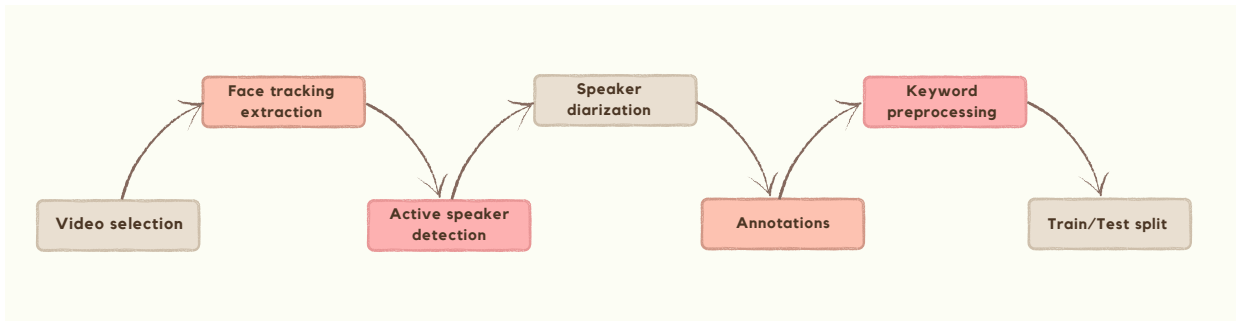 Video selection
Face tracking
extraction
Active speaker
detection
Speaker
diarization
Annotations
Keyword
preprocessing
Train/Test split